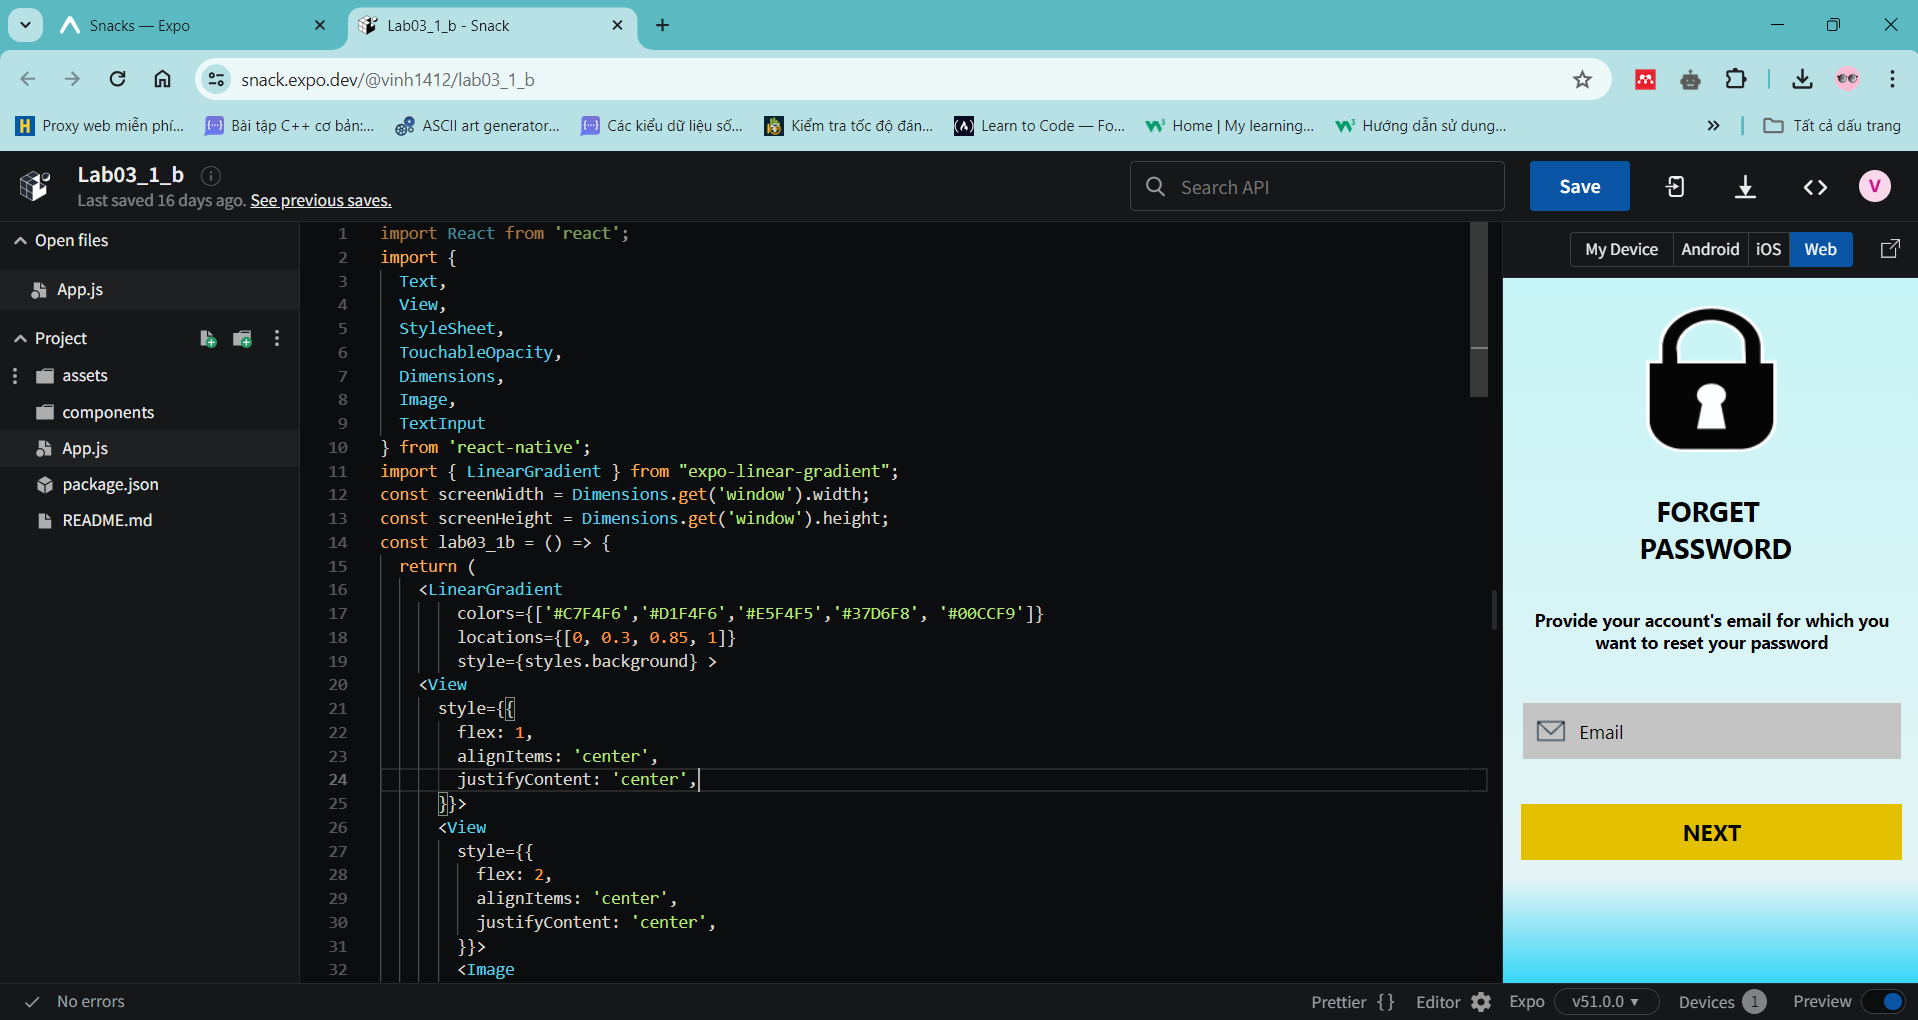 Snacks — Expo
Lab03_1_b - Snack
snack.expo.dev/@vinh1412/lab03_1_b
Proxy web miễn phí...
Bài tập C++ cơ bản:...
ASCII art generator...
Các kiểu dữ liệu số...
Kiểm tra tốc độ đán...
Learn to Code — Fo...
Home | My learning...
Hướng dẫn sử dụng...
Tất cả dấu trang
Lab03_1_b
Last saved 16 days ago. See previous saves.
Search API
Save
V
Open files
App.js
Project
assets
components
App.js
package.json
README.md
1 import React from 'react';
2 import {
3 Text,
4 View,
5 StyleSheet,
6 TouchableOpacity,
7 Dimensions,
8 Image,
9 TextInput
10 } from 'react-native';
11 import { LinearGradient } from "expo-linear-gradient";
12 const screenWidth = Dimensions.get('window').width;
13 const screenHeight = Dimensions.get('window').height;
14 const lab03_1b = () => {
15 return (
16 <LinearGradient
17 colors={['#C7F4F6','#D1F4F6','#E5F4F5','#37D6F8', '#00CCF9']}
18 locations={[0, 0.3, 0.85, 1]}
19 style={styles.background} >
20 <View
21 style={{
22 flex: 1,
23 alignItems: 'center',
24 justifyContent: 'center',
25 }}>
26 <View
27 style={{
28 flex: 2,
29 alignItems: 'center',
30 justifyContent: 'center',
31 }}>
32 <Image
My Device
Android
iOS
Web
FORGET
PASSWORD
Provide your account's email for which you
want to reset your password
Email
NEXT
No errors
Prettier {}
Editor
Expo
v51.0.0
Devices 1
Preview